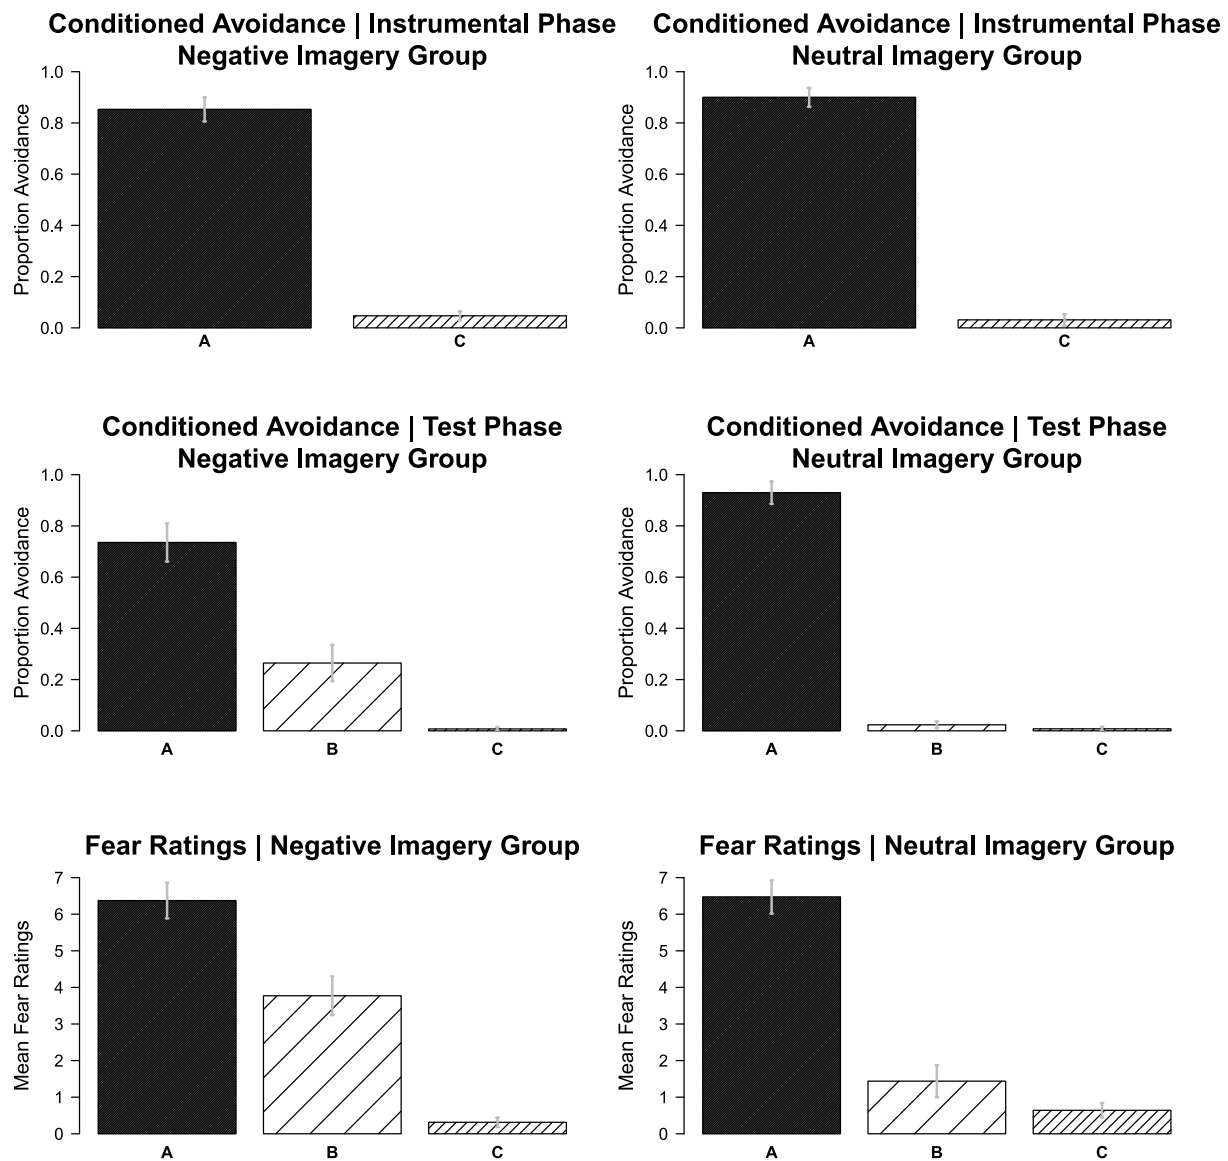 Conditioned Avoidance | Instrumental Phase
Negative Imagery Group
Proportion Avoidance
1.0
0.8
0.6
0.4
0.2
0.0
A
C
Conditioned Avoidance | Instrumental Phase
Neutral Imagery Group
Proportion Avoidance
1.0
0.8
0.6
0.4
0.2
0.0
A
C
Conditioned Avoidance | Test Phase
Negative Imagery Group
Proportion Avoidance
1.0
0.8
0.6
0.4
0.2
0.0
A
B
C
Conditioned Avoidance | Test Phase
Neutral Imagery Group
Proportion Avoidance
1.0
0.8
0.6
0.4
0.2
0.0
A
B
C
Fear Ratings | Negative Imagery Group
Mean Fear Ratings
7
6
5
4
3
2
1
0
A
B
C
Fear Ratings | Neutral Imagery Group
Mean Fear Ratings
7
6
5
4
3
2
1
0
A
B
C